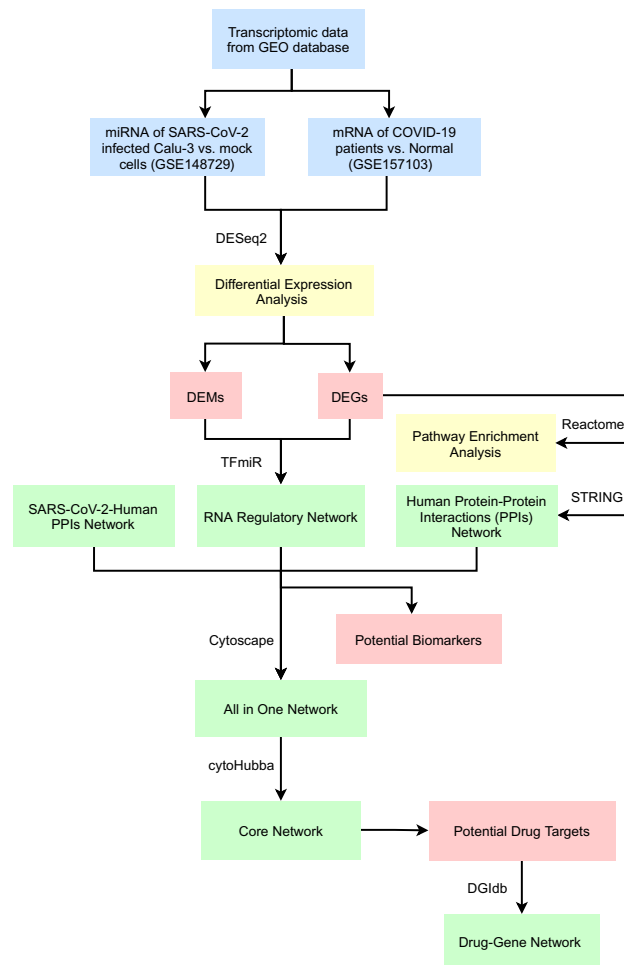 Transcriptomic data
from GEO database
miRNA of SARS-CoV-2
infected Calu-3 vs. mock
cells (GSE148729)
mRNA of COVID-19
patients vs. Normal
(GSE157103)
DESeq2
Differential Expression
Analysis
DEMs
DEGs
Reactome
Pathway Enrichment
Analysis
TFmiR
STRING
SARS-CoV-2-Human
PPIs Network
RNA Regulatory Network
Human Protein-Protein
Interactions (PPIs)
Network
Cytoscape
Potential Biomarkers
All in One Network
cytoHubba
Core Network
Potential Drug Targets
DGIdb
Drug-Gene Network